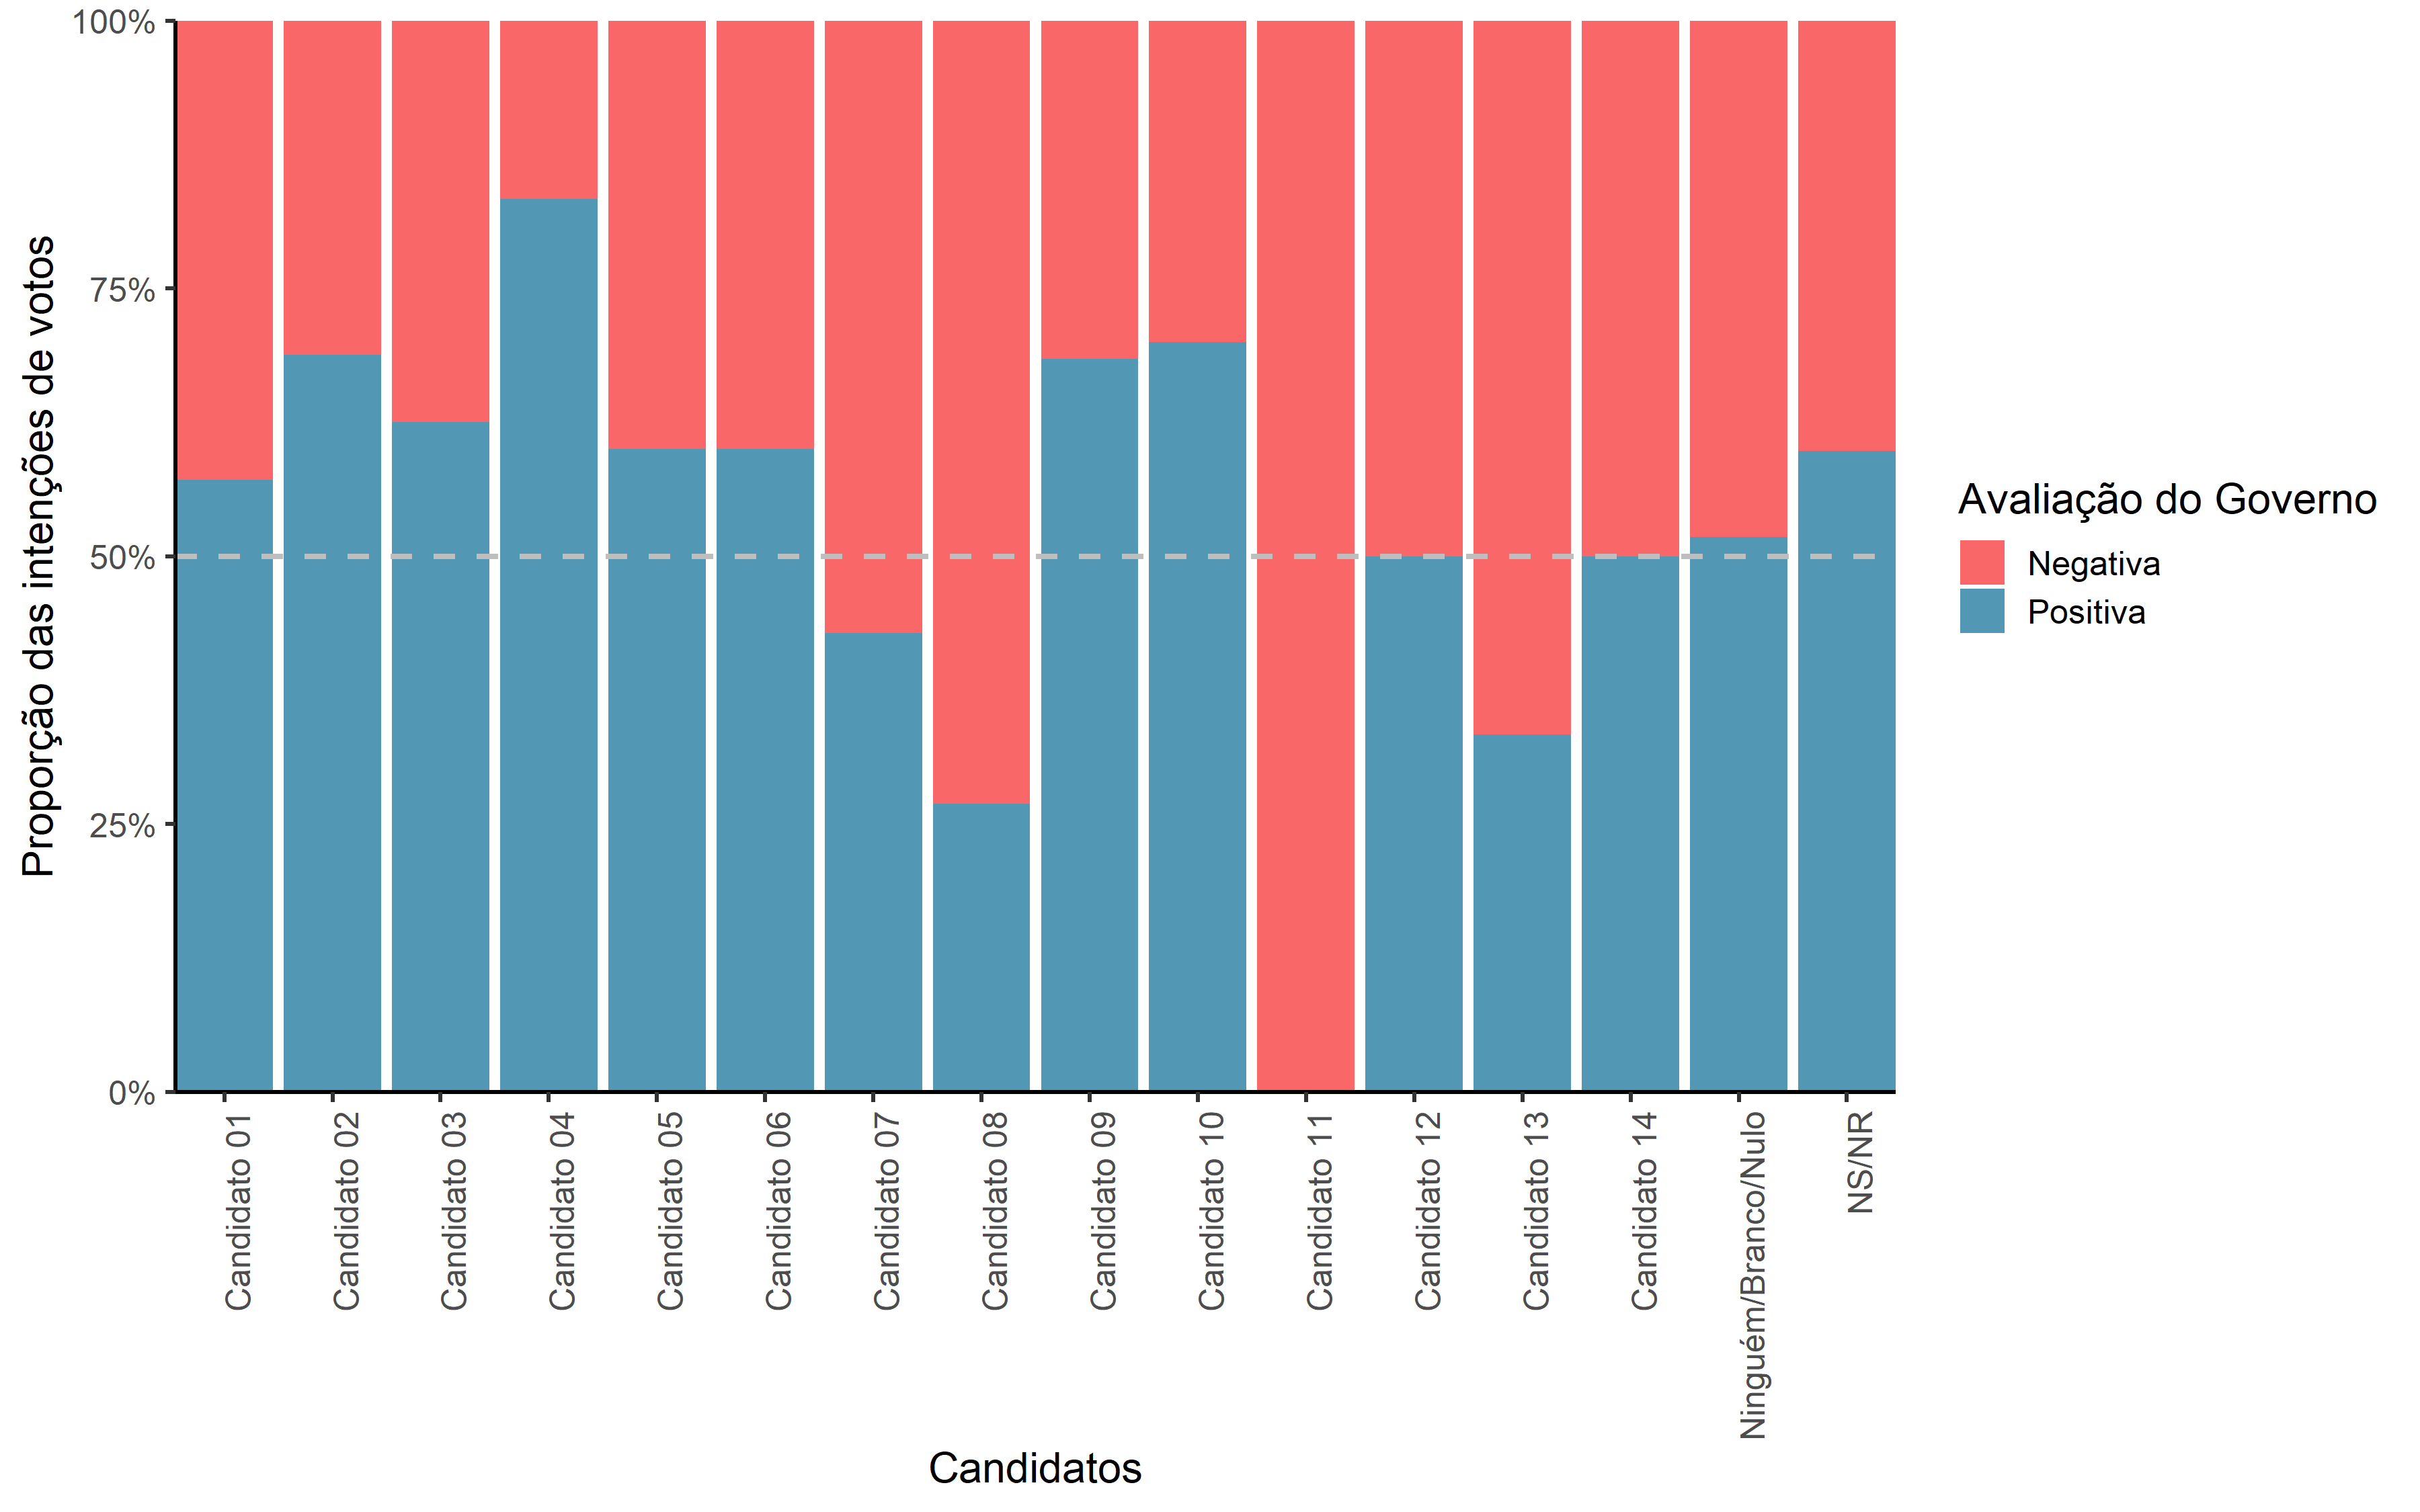 Proporção das intenções de votos
100%
75%
50%
25%
0%
Candidato 01
Candidato 02
Candidato 03
Candidato 04
Candidato 05
Candidato 06
Candidato 07
Candidato 08
Candidato 09
Candidato 10
Candidato 11
Candidato 12
Candidato 13
Candidato 14
Ninguém/Branco/Nulo
NS/NR
Candidatos
Avaliação do Governo
Negativa
Positiva